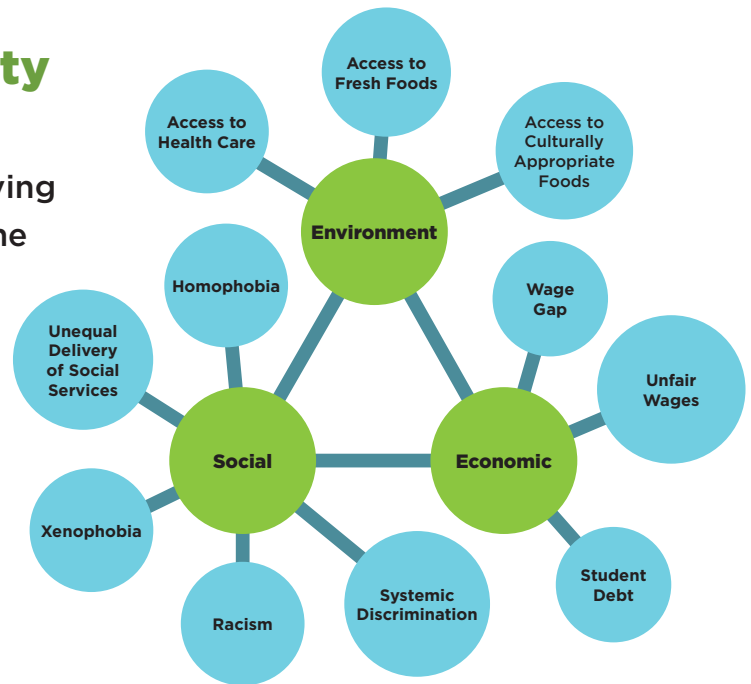 ty
ying
ne
Access to
Fresh Foods
Access to
Health Care
Access to
Culturally
Appropriate
Foods
Environment
Homophobia
Wage
Gap
Unequal
Delivery
of Social
Services
Unfair
Wages
Social
Economic
Xenophobia
Systemic
Discrimination
Student
Debt
Racism